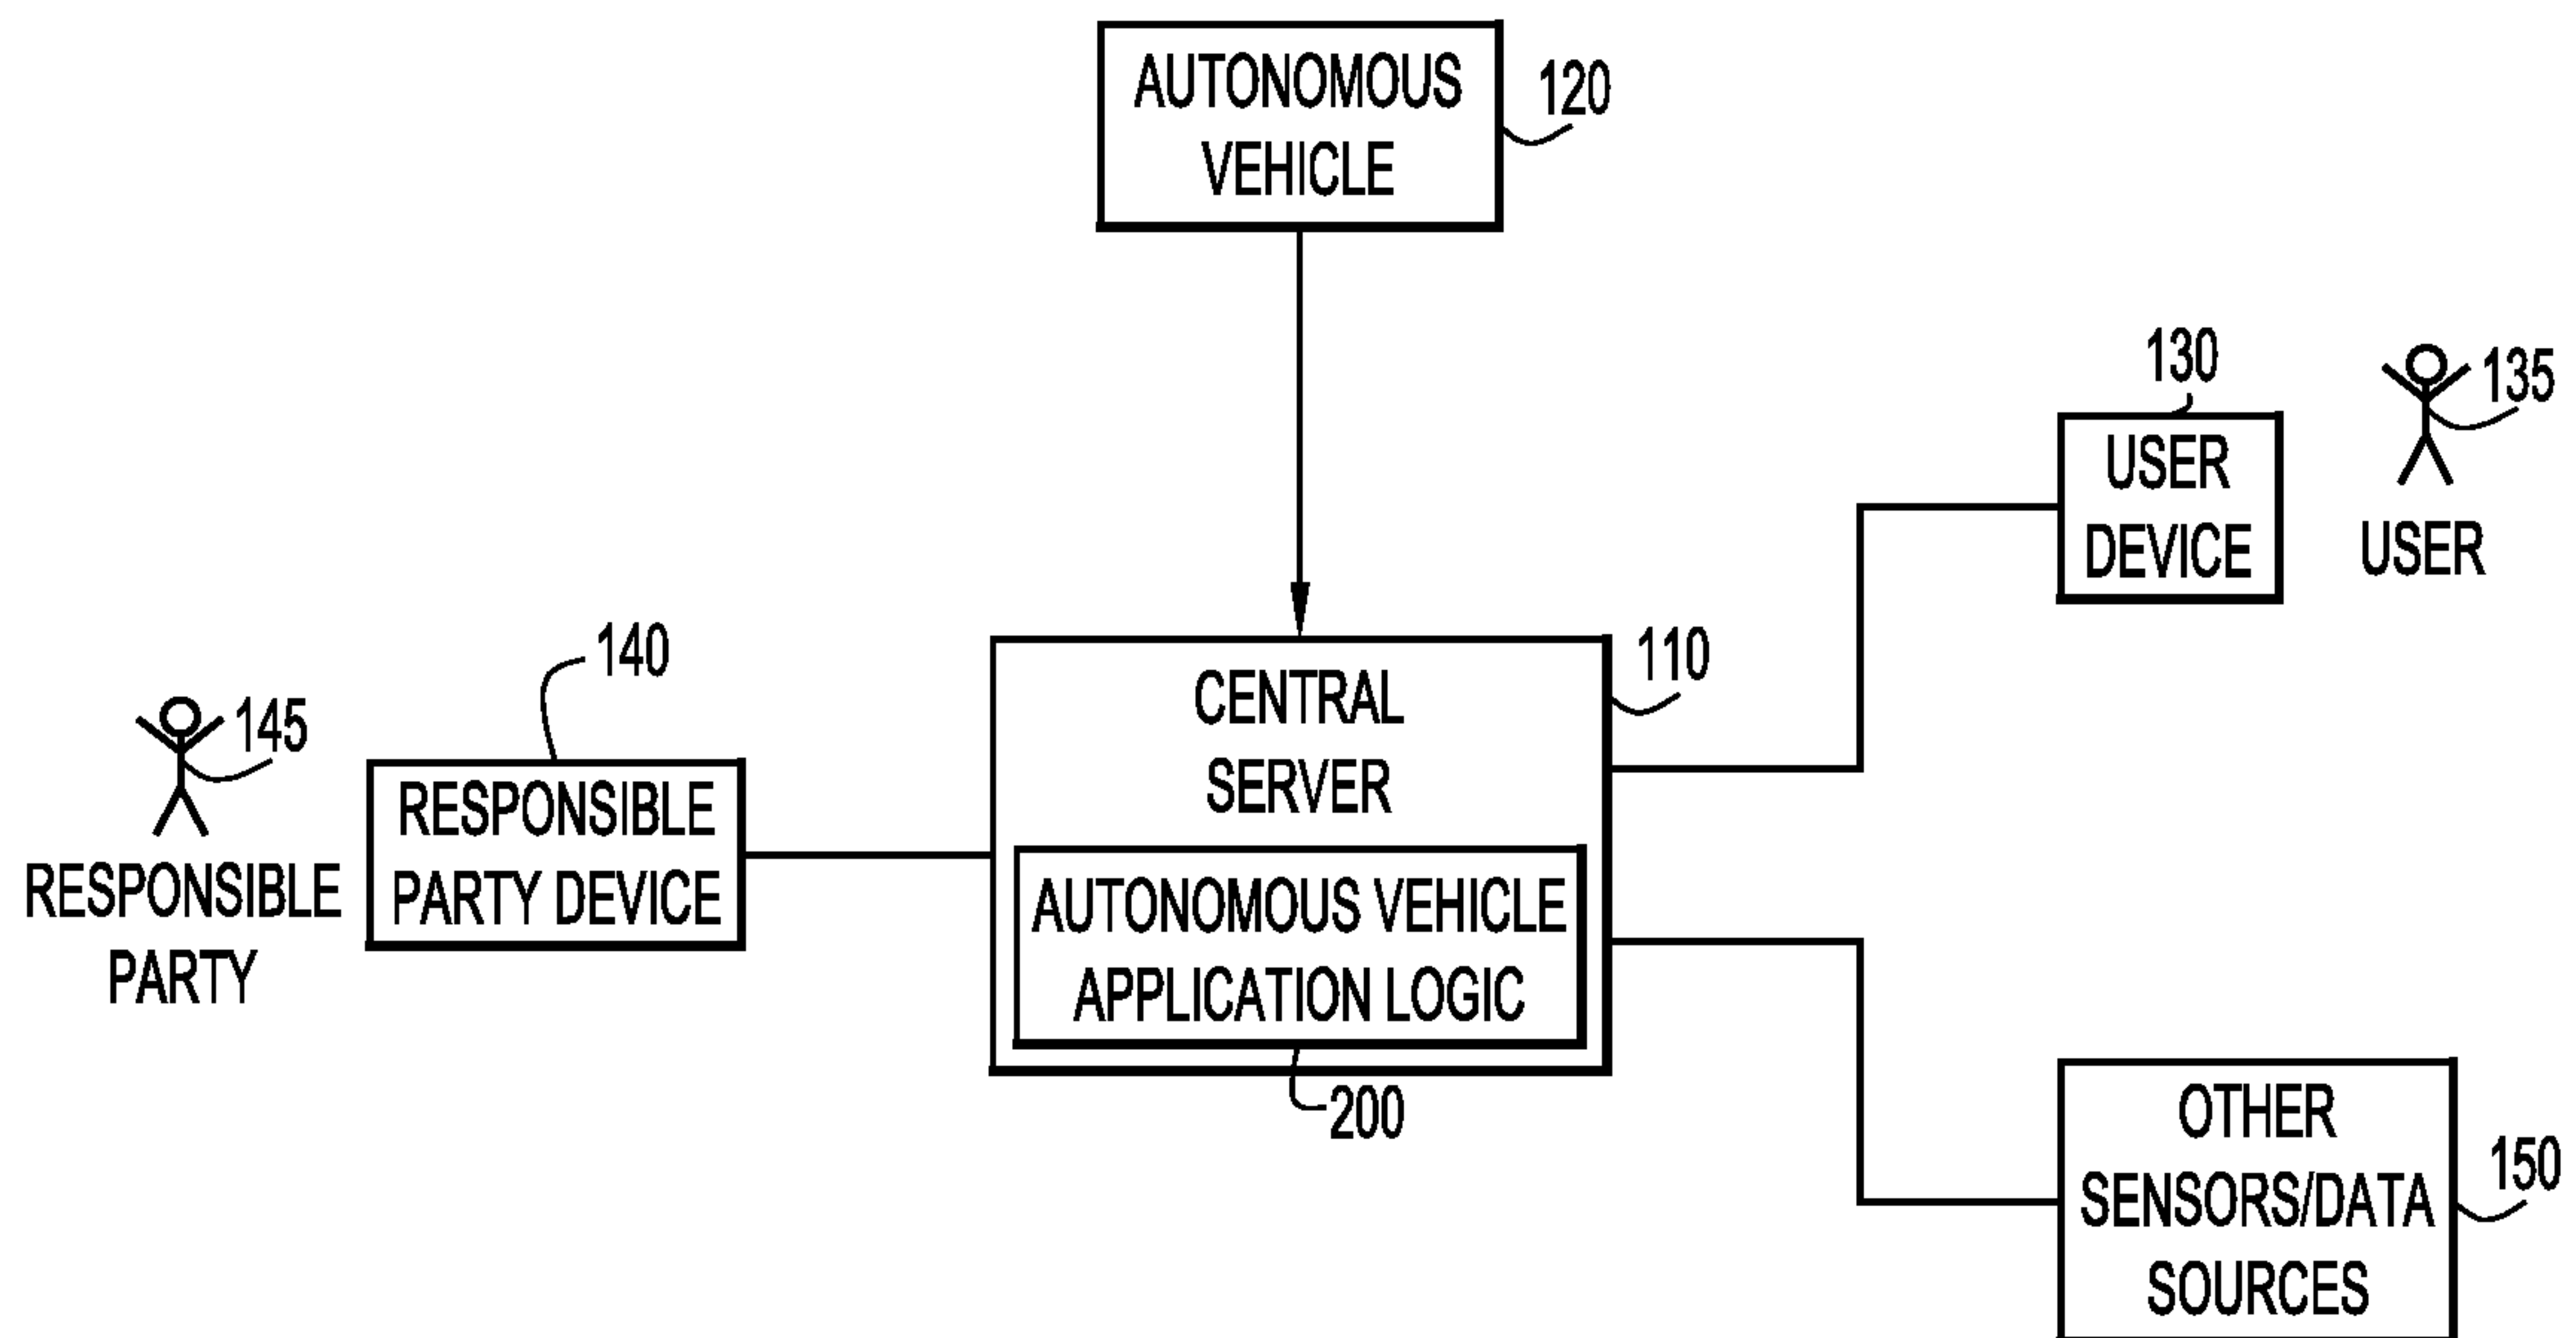 AUTONOMOUS
VEHICLE
120
130
USER
DEVICE
135
USER
140
145
RESPONSIBLE
PARTY
RESPONSIBLE
PARTY DEVICE
110
CENTRAL
SERVER
AUTONOMOUS VEHICLE
APPLICATION LOGIC
200
OTHER
SENSORS/DATA
SOURCES
150